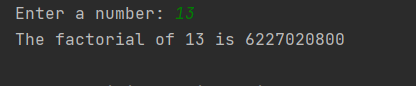 Enter a number: 13
The factorial of 13 is 6227020800